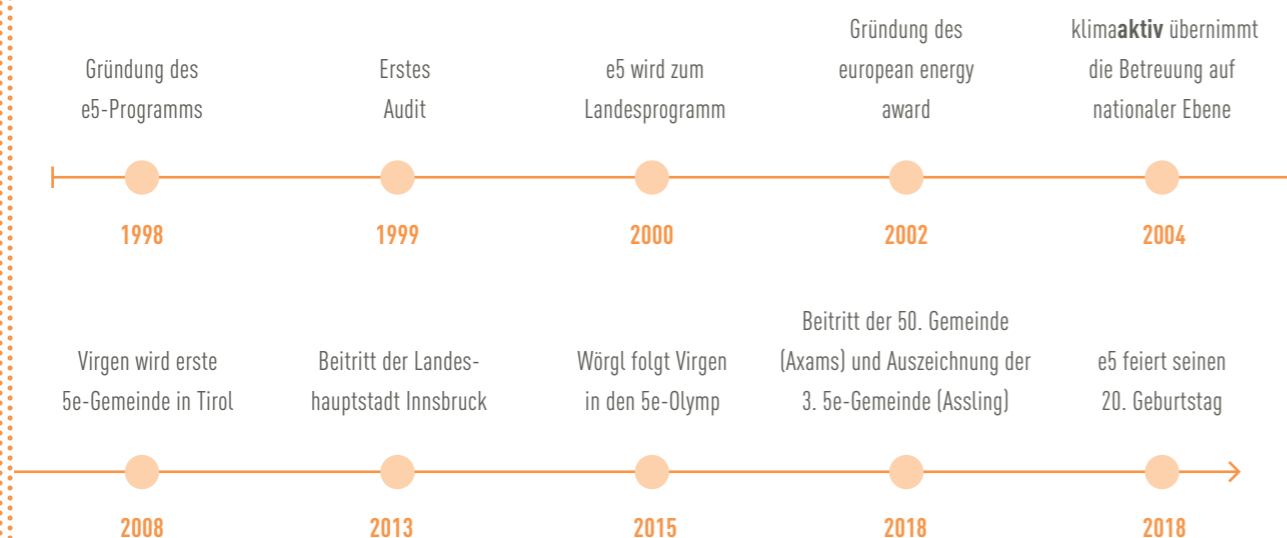 Gründung des
e5-Programms
1998
Erstes
Audit
1999
e5 wird zum
Landesprogramm
2000
Gründung des
european energy
award
2002
klimaaktiv übernimmt
die Betreuung auf
nationaler Ebene
2004
Virgen wird erste
5e-Gemeinde in Tirol
2008
Beitritt der Landes-
hauptstadt Innsbruck
2013
Wörgl folgt Virgen
in den 5e-Olymp
2015
Beitritt der 50. Gemeinde
(Axams) und Auszeichnung der
3. 5e-Gemeinde (Assling)
2018
e5 feiert seinen
20. Geburtstag
2018